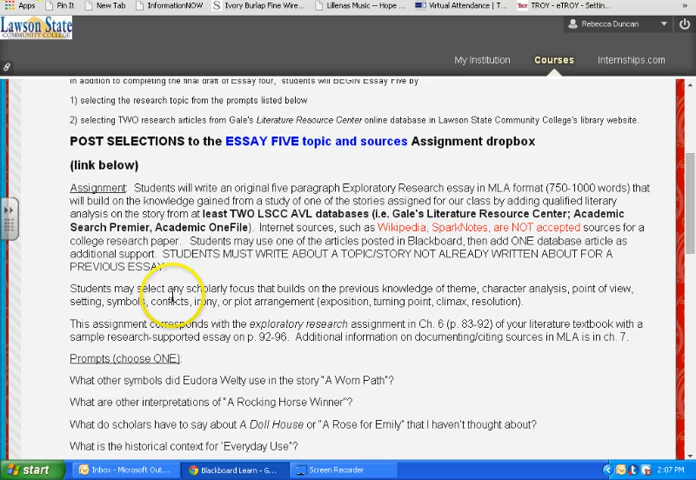 Apps
Pin It
New Tab
InformationNOW
Ivory Burlap Fine Wire...
Lillenas Music -- Hope ...
Virtual Attendance | T...
TROY - eTROY - Settin...
Lawson State
COMMUNITY COLLEGE
Rebecca Duncan
My Institution
Courses
Internships.com
In addition to completing the final draft of Essay four, students will BEGIN Essay Five by
1) selecting the research topic from the prompts listed below
2) selecting TWO research articles from Gale's Literature Resource Center online database in Lawson State Community College's library website.
POST SELECTIONS to the ESSAY FIVE topic and sources Assignment dropbox
(link below)
Assignment: Students will write an original five paragraph Exploratory Research essay in MLA format (750-1000 words) that
will build on the knowledge gained from a study of one of the stories assigned for our class by adding qualified literary
analysis on the story from at least TWO LSCC AVL databases (i.e. Gale's Literature Resource Center; Academic
Search Premier, Academic OneFile). Internet sources, such as Wikipedia, SparkNotes, are NOT accepted sources for a
college research paper. Students may use one of the articles posted in Blackboard, then add ONE database article as
additional support. STUDENTS MUST WRITE ABOUT A TOPIC/STORY NOT ALREADY WRITTEN ABOUT FOR A
PREVIOUS ESSAY.
Students may select any scholarly focus that builds on the previous knowledge of theme, character analysis, point of view,
setting, symbols, conflicts, irony, or plot arrangement (exposition, turning point, climax, resolution).
This assignment corresponds with the exploratory research assignment in Ch. 6 (p. 83-92) of your literature textbook with a
sample research-supported essay on p. 92-96. Additional information on documenting/citing sources in MLA is in ch. 7.
Prompts (choose ONE):
What other symbols did Eudora Welty use in the story "A Worn Path"?
What are other interpretations of "A Rocking Horse Winner"?
What do scholars have to say about A Doll House or "A Rose for Emily" that I haven't thought about?
What is the historical context for "Everyday Use"?
start
Inbox - Microsoft Out...
Blackboard Learn - G...
Screen Recorder
2:07 PM